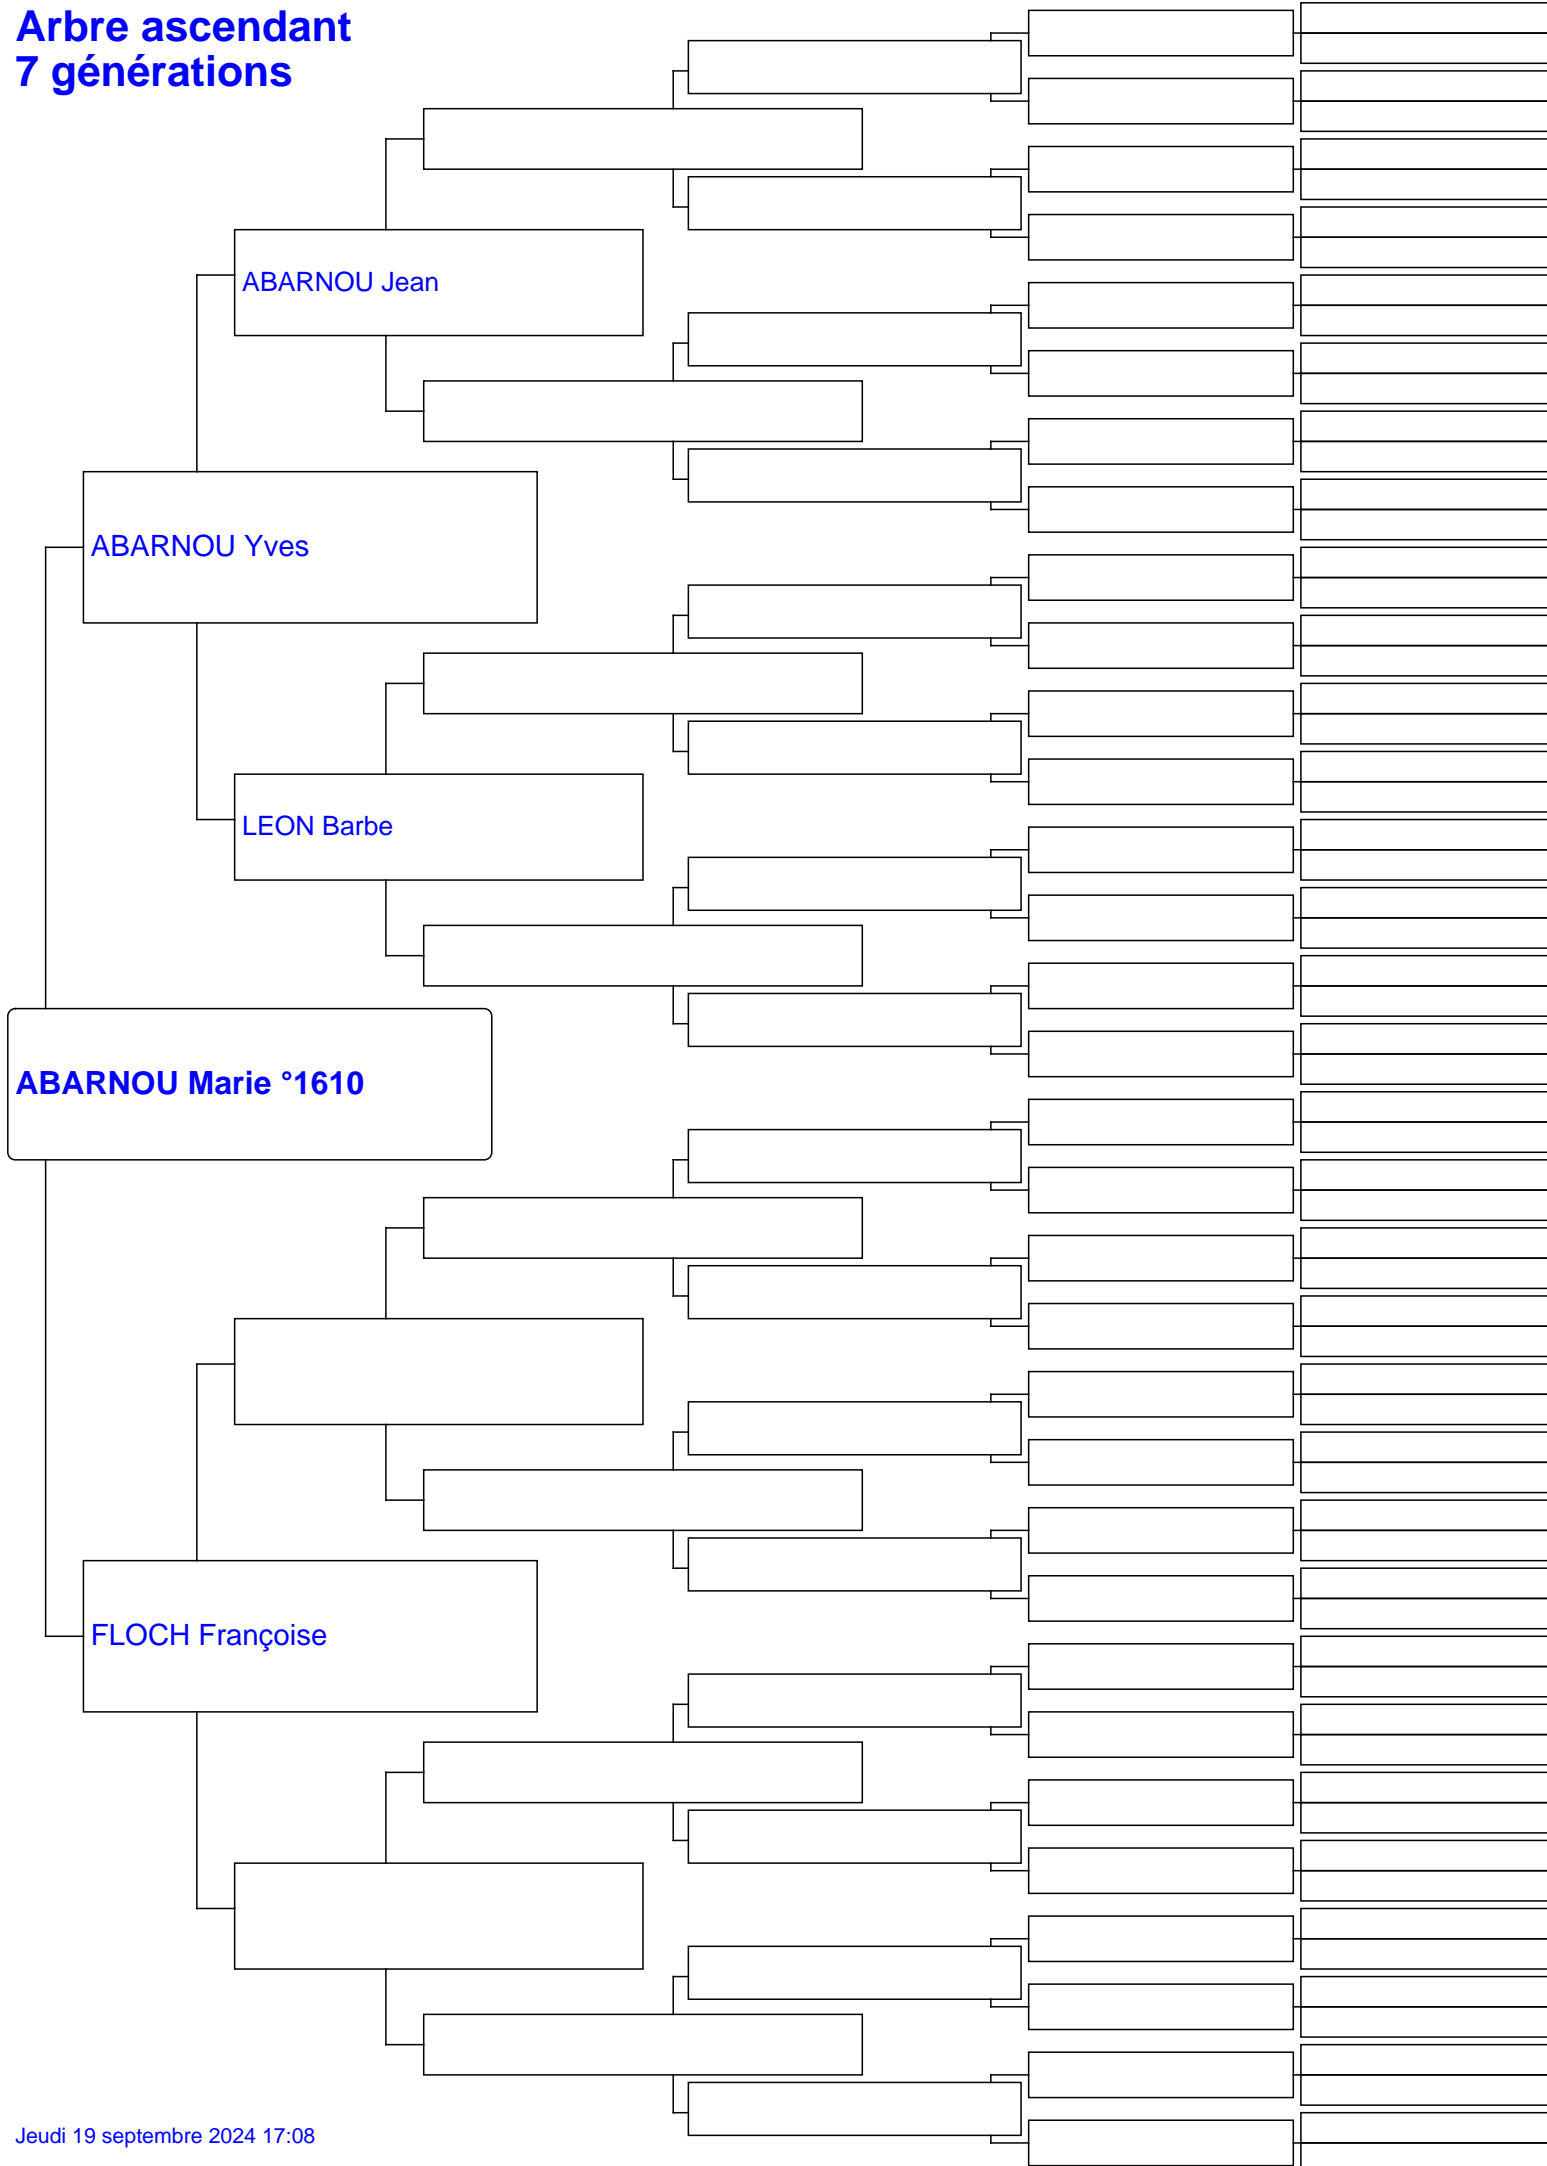 Arbre ascendant
7 générations
ABARNOU Jean
ABARNOU Yves
LEON Barbe
ABARNOU Marie °1610
FLOCH Françoise
Jeudi 19 septembre 2024 17:08